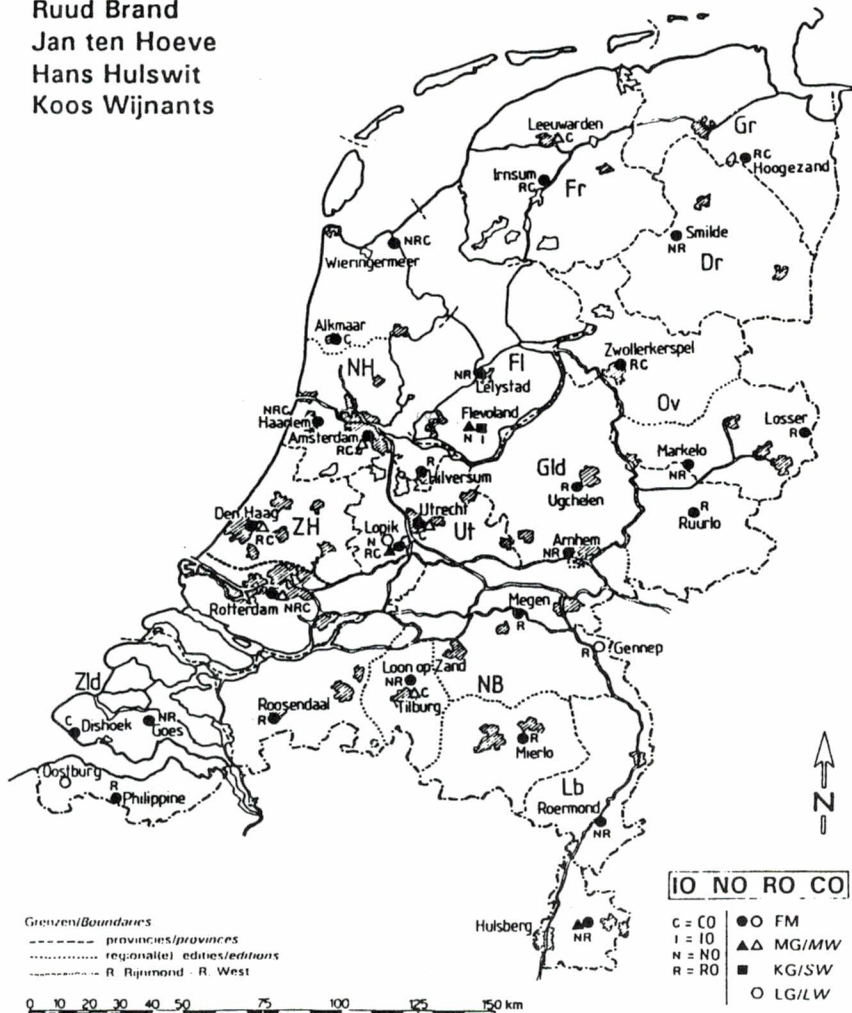 Ruud Brand
Jan ten Hoeve
Hans Hulswit
Koos Wijnants
Leeuwarden
C
Gr
RC
Hoogezand
Irnsum
RC
Fr
Smilde
NR
Dr
NRC
Wieringermeer
Alkmaar
C
NH
Zwollerkerspel
RC
NR
Lelystad
Fl
Ov
NRC
Haarlem
Flevoland
N I
Losser
R
Amsterdam
RC
R
Hilversum
Gld
Markelo
NR
R
Ugchelen
R
Ruurlo
Den Haag
RC
ZH
Utrecht
C
Ut
Lopik
N
RC
Arnhem
NR
Rotterdam NRC
Megen
R
R
Gennep
Zld
Loon op Zand
NR
C
Tilburg
NB
Roosendaal
R
C
Dishoek
NR
Goes
R
Mierlo
Oostburg
R
Philippine
Lb
Roermond
NR
N
IO NO RO CO
Hulsberg
NR
C = CO
I = IO
N = NO
R = RO
FM
MG/MW
KG/SW
LG/LW
Grenzen/Boundaries
provincies/provinces
regional(e) edities/editions
R Rijnmond - R. West
0 10 20 30 40 50 75 100 150 km